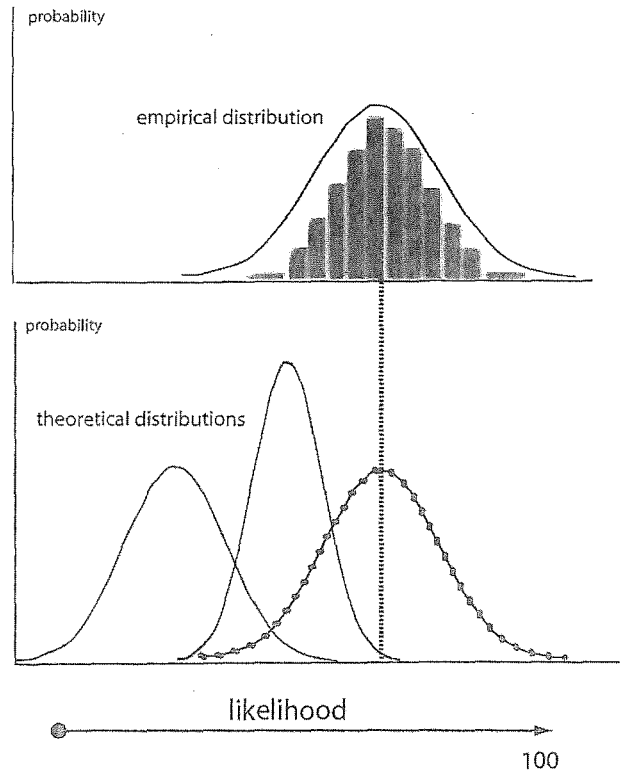 probability
empirical distribution
probability
theoretical distributions
likelihood
100